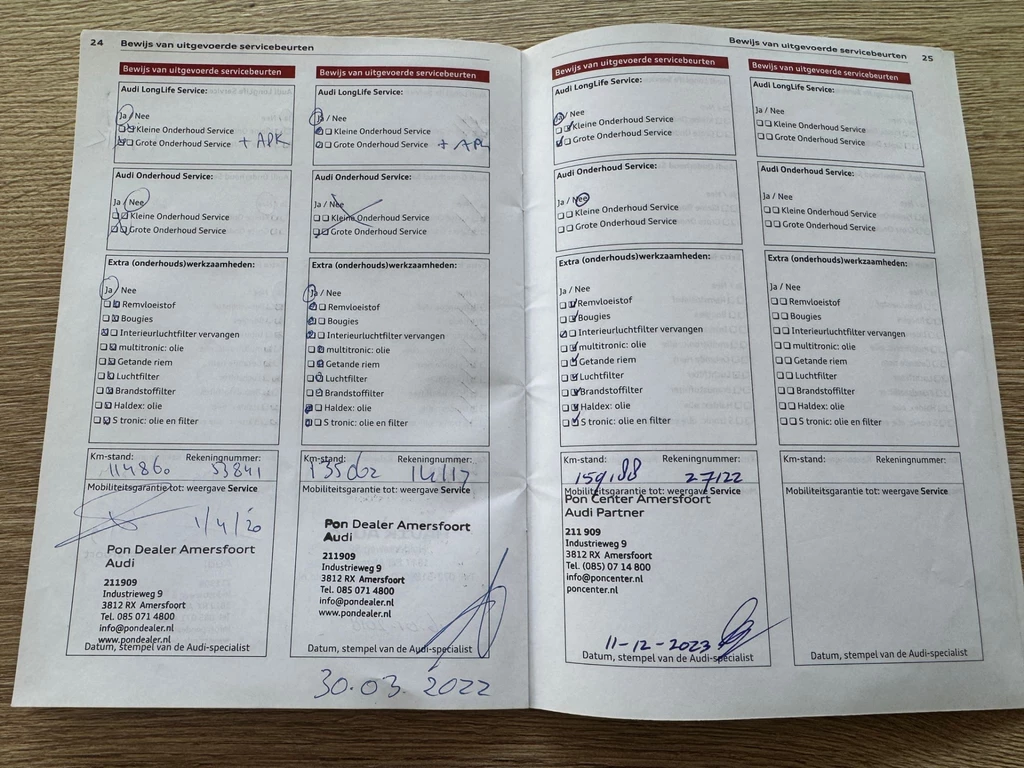 24 Bewijs van uitgevoerde servicebeurten
Bewijs van uitgevoerde servicebeurten
Audi LongLife Service:
Ja / Nee
Kleine Onderhoud Service
Grote Onderhoud Service + APK
Audi Onderhoud Service:
Ja / Nee
Kleine Onderhoud Service
Grote Onderhoud Service
Extra (onderhouds)werkzaamheden:
Ja / Nee
Remvloeistof
Bougies
Interieurluchtfilter vervangen
multitronic: olie
Getande riem
Luchtfilter
Brandstoffilter
Haldex: olie
S tronic: olie en filter
Km-stand: Rekeningnummer:
114860 53841
Mobiliteitsgarantie tot: weergave Service
1/4/20
Pon Dealer Amersfoort
Audi
211909
Industrieweg 9
3812 RX Amersfoort
Tel. 085 071 4800
info@pondealer.nl
www.pondealer.nl
Datum, stempel van de Audi-specialist
Bewijs van uitgevoerde servicebeurten
Audi LongLife Service:
Ja / Nee
Kleine Onderhoud Service
Grote Onderhoud Service + APK
Audi Onderhoud Service:
Ja / Nee
Kleine Onderhoud Service
Grote Onderhoud Service
Extra (onderhouds)werkzaamheden:
Ja / Nee
Remvloeistof
Bougies
Interieurluchtfilter vervangen
multitronic: olie
Getande riem
Luchtfilter
Brandstoffilter
Haldex: olie
S tronic: olie en filter
Km-stand: Rekeningnummer:
135062
Mobiliteitsgarantie tot: weergave Service
Pon Dealer Amersfoort
Audi
211909
Industrieweg 9
3812 RX Amersfoort
Tel. 085 071 4800
info@pondealer.nl
www.pondealer.nl
Datum, stempel van de Audi-specialist
30.03.2022
Bewijs van uitgevoerde servicebeurten 25
Bewijs van uitgevoerde servicebeurten
Audi LongLife Service:
Ja / Nee
Kleine Onderhoud Service
Grote Onderhoud Service
Audi Onderhoud Service:
Ja / Nee
Kleine Onderhoud Service
Grote Onderhoud Service
Extra (onderhouds)werkzaamheden:
Ja / Nee
Remvloeistof
Bougies
Interieurluchtfilter vervangen
multitronic: olie
Getande riem
Luchtfilter
Brandstoffilter
Haldex: olie
S tronic: olie en filter
Km-stand: Rekeningnummer:
159188 27122
Mobiliteitsgarantie tot: weergave Service
Pon Center Amersfoort
Audi Partner
211 909
Industrieweg 9
3812 RX Amersfoort
Tel. (085) 07 14 800
info@poncenter.nl
poncenter.nl
11-12-2023
Datum, stempel van de Audi-specialist
Bewijs van uitgevoerde servicebeurten
Audi LongLife Service:
Ja / Nee
Kleine Onderhoud Service
Grote Onderhoud Service
Audi Onderhoud Service:
Ja / Nee
Kleine Onderhoud Service
Grote Onderhoud Service
Extra (onderhouds)werkzaamheden:
Ja / Nee
Remvloeistof
Bougies
Interieurluchtfilter vervangen
multitronic: olie
Getande riem
Luchtfilter
Brandstoffilter
Haldex: olie
S tronic: olie en filter
Km-stand: Rekeningnummer:
Mobiliteitsgarantie tot: weergave Service
Datum, stempel van de Audi-specialist